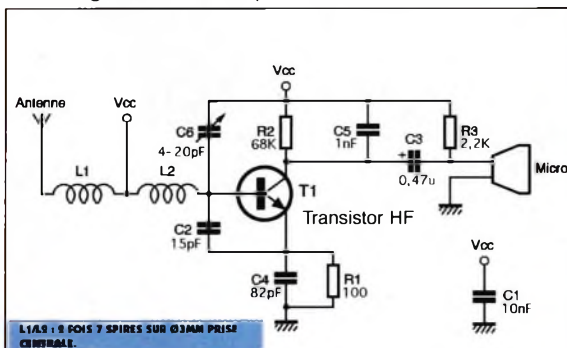 Vcc
Antenne
Vcc
L1
L2
C6
4-20pF
R2
68K
C5
1nF
C3
+
0,47u
R3
2,2K
Micro
T1
Transistor HF
C2
15pF
C4
82pF
R1
100
Vcc
C1
10nF
L1/L2 : 2 FOIS 7 SPIRES SUR Ø3MM PRISE
CENTRALE.